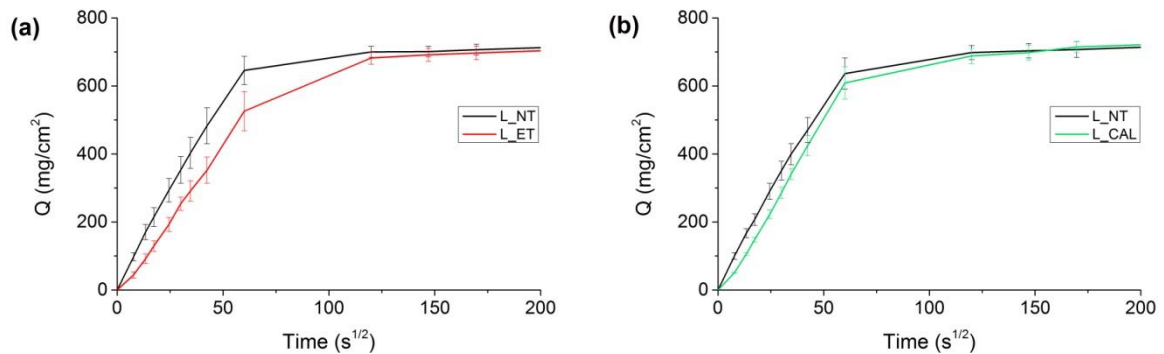 (a)
800
600
400
200
0
Q (mg/cm²)
L_NT
L_ET
0 50 100 150 200
Time (s^1/2)
(b)
800
600
400
200
0
Q (mg/cm²)
L_NT
L_CAL
0 50 100 150 200
Time (s^1/2)